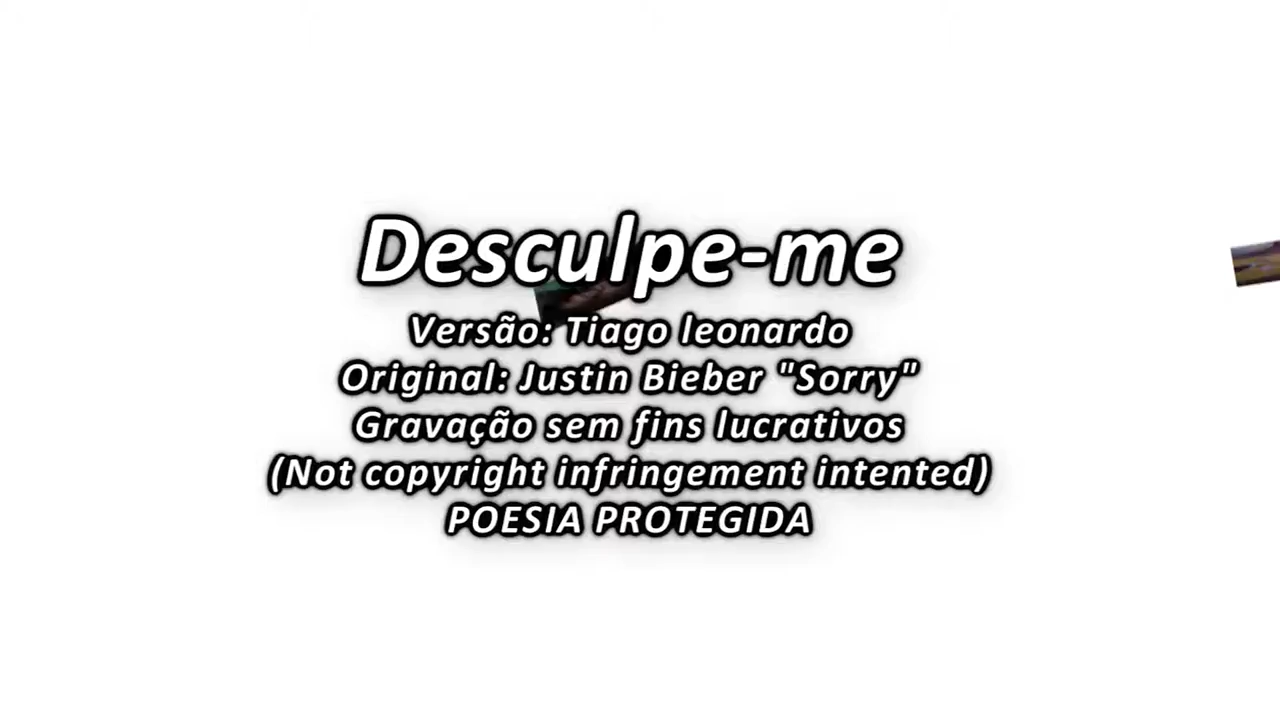 Desculpe-me
Versão: Tiago leonardo
Original: Justin Bieber "Sorry"
Gravação sem fins lucrativos
(Not copyright infringement intented)
POESIA PROTEGIDA